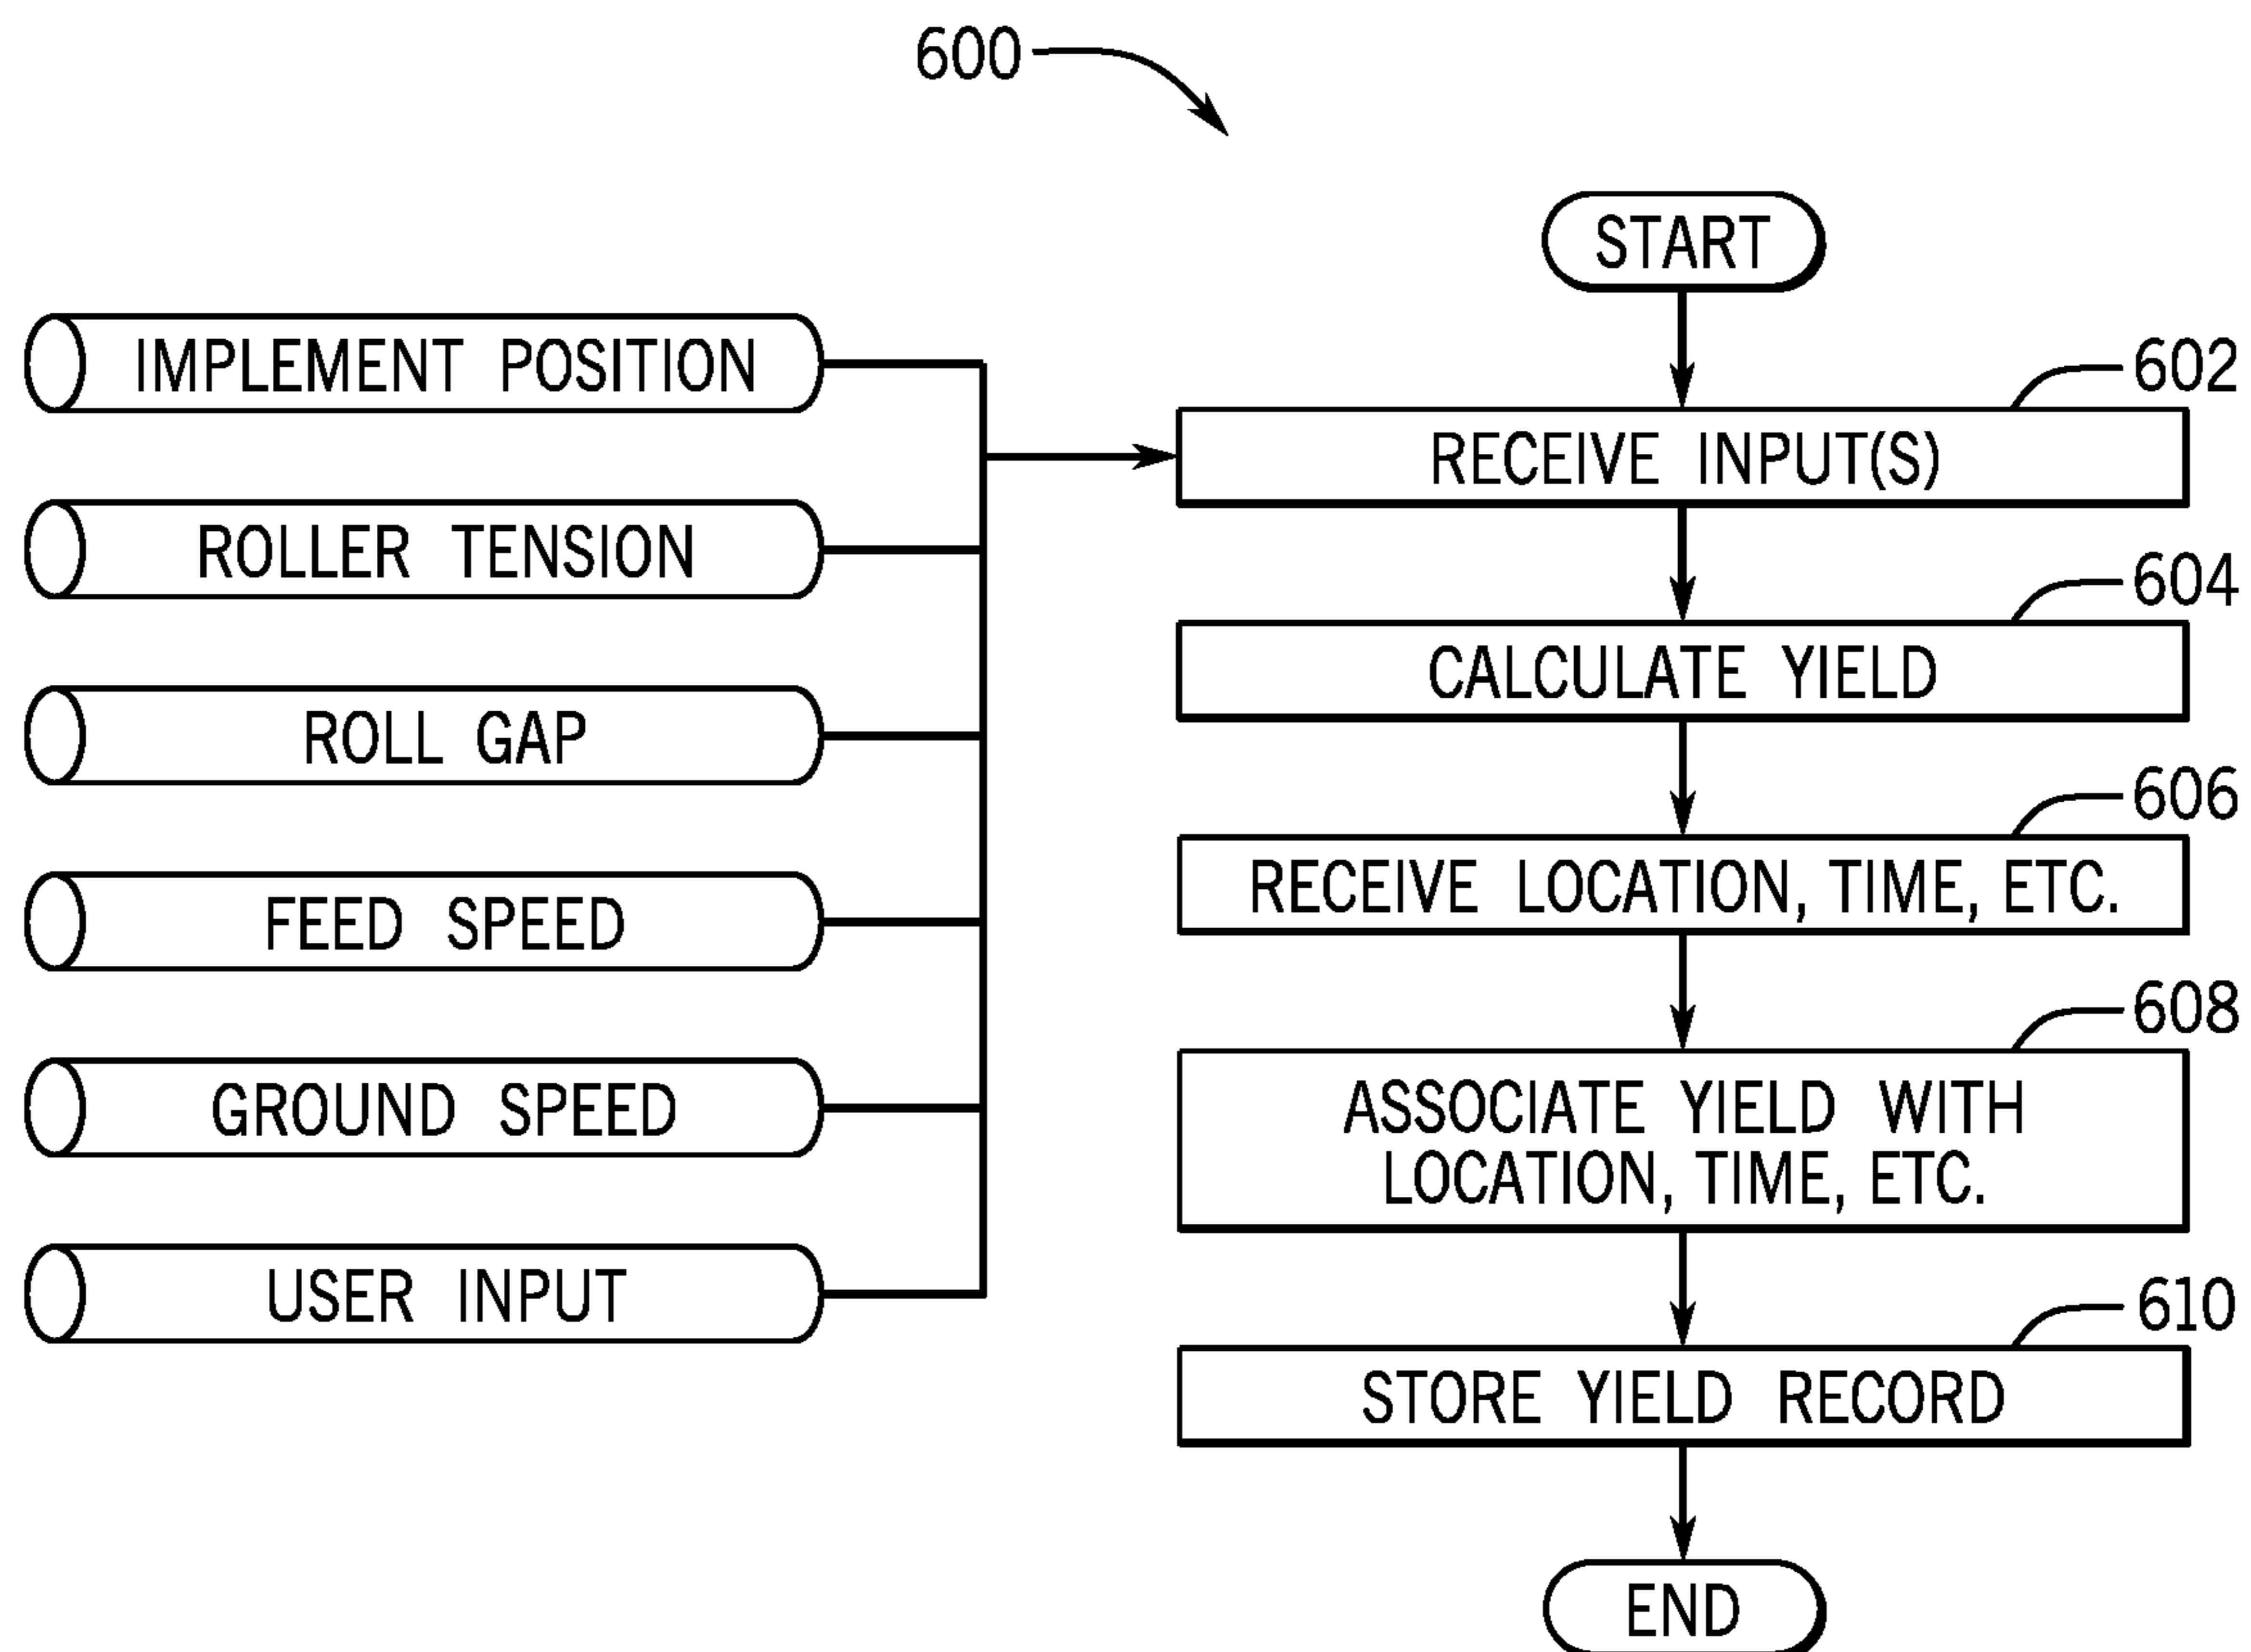 600
START
IMPLEMENT POSITION
ROLLER TENSION
ROLL GAP
FEED SPEED
GROUND SPEED
USER INPUT
602
RECEIVE INPUT(S)
604
CALCULATE YIELD
606
RECEIVE LOCATION, TIME, ETC.
608
ASSOCIATE YIELD WITH
LOCATION, TIME, ETC.
610
STORE YIELD RECORD
END